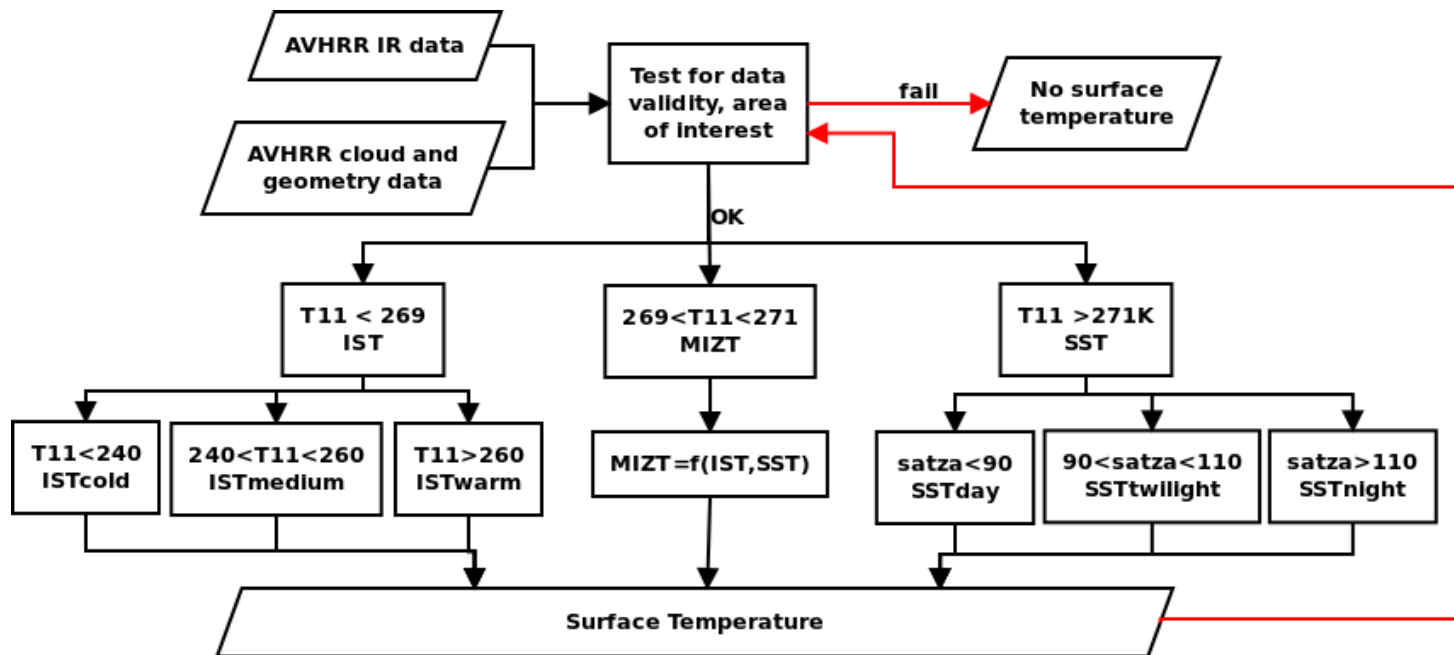 AVHRR IR data
AVHRR cloud and
geometry data
Test for data
validity, area
of interest
fail
No surface
temperature
OK
T11 < 269
IST
269<T11<271
MIZT
T11 >271K
SST
T11<240
ISTcold
240<T11<260
ISTmedium
T11>260
ISTwarm
MIZT=f(IST,SST)
satza<90
SSTday
90<satza<110
SSTtwilight
satza>110
SSTnight
Surface Temperature